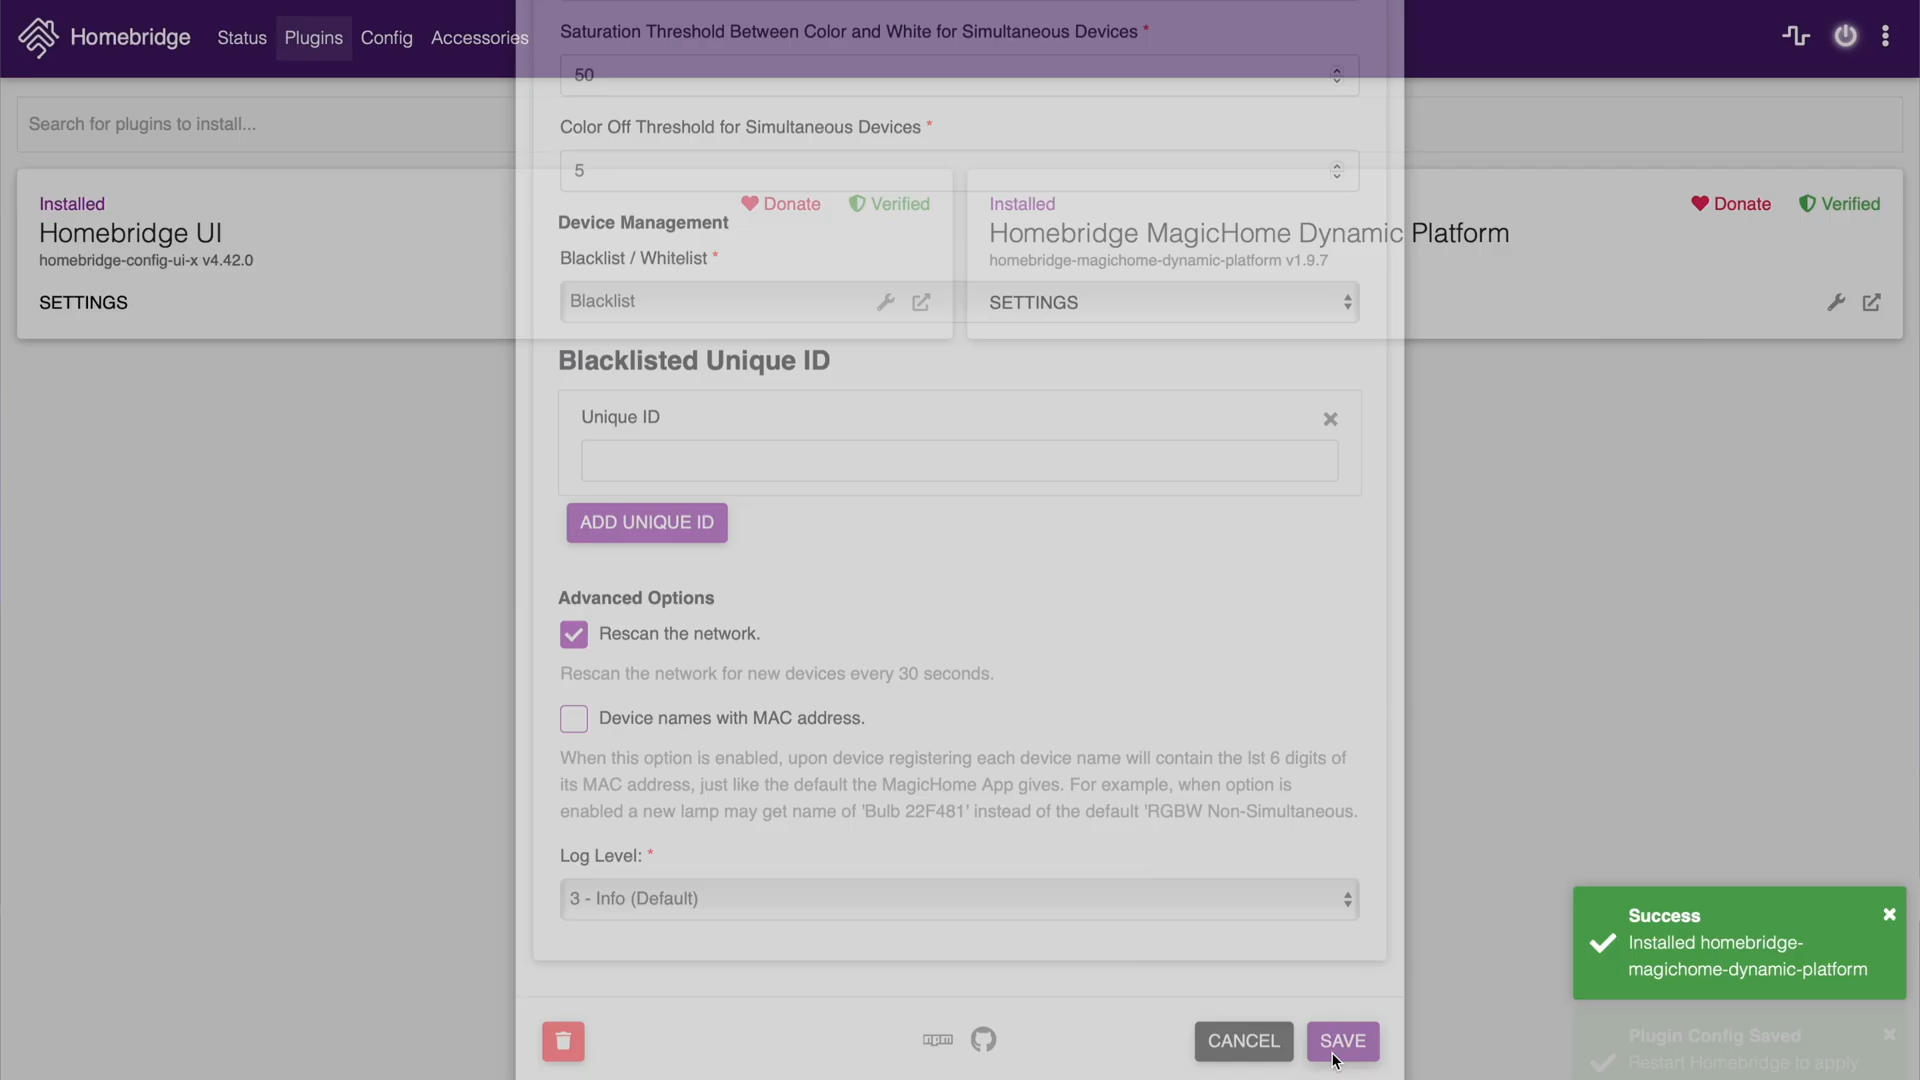 Homebridge
Status
Plugins
Config
Accessories
Saturation Threshold Between Color and White for Simultaneous Devices *
50
Search for plugins to install...
Color Off Threshold for Simultaneous Devices *
5
Installed
Donate
Verified
Homebridge UI
homebridge-config-ui-x v4.42.0
SETTINGS
Installed
Donate
Verified
Homebridge MagicHome Dynamic Platform
homebridge-magichome-dynamic-platform v1.9.7
SETTINGS
Device Management
Blacklist / Whitelist *
Blacklist
Blacklisted Unique ID
Unique ID
ADD UNIQUE ID
Advanced Options
Rescan the network.
Rescan the network for new devices every 30 seconds.
Device names with MAC address.
When this option is enabled, upon device registering each device name will contain the lst 6 digits of
its MAC address, just like the default the MagicHome App gives. For example, when option is
enabled a new lamp may get name of 'Bulb 22F481' instead of the default 'RGBW Non-Simultaneous.
Log Level: *
3 - Info (Default)
npm
CANCEL
SAVE
Success
Installed homebridge-
magichome-dynamic-platform
Plugin Config Saved
Restart Homebridge to apply